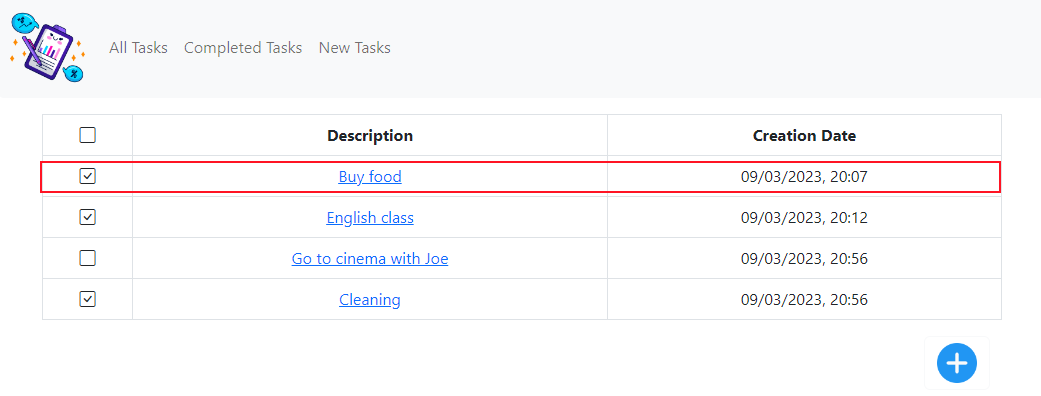 All Tasks Completed Tasks New Tasks
Description Creation Date
Buy food 09/03/2023, 20:07
English class 09/03/2023, 20:12
Go to cinema with Joe 09/03/2023, 20:56
Cleaning 09/03/2023, 20:56